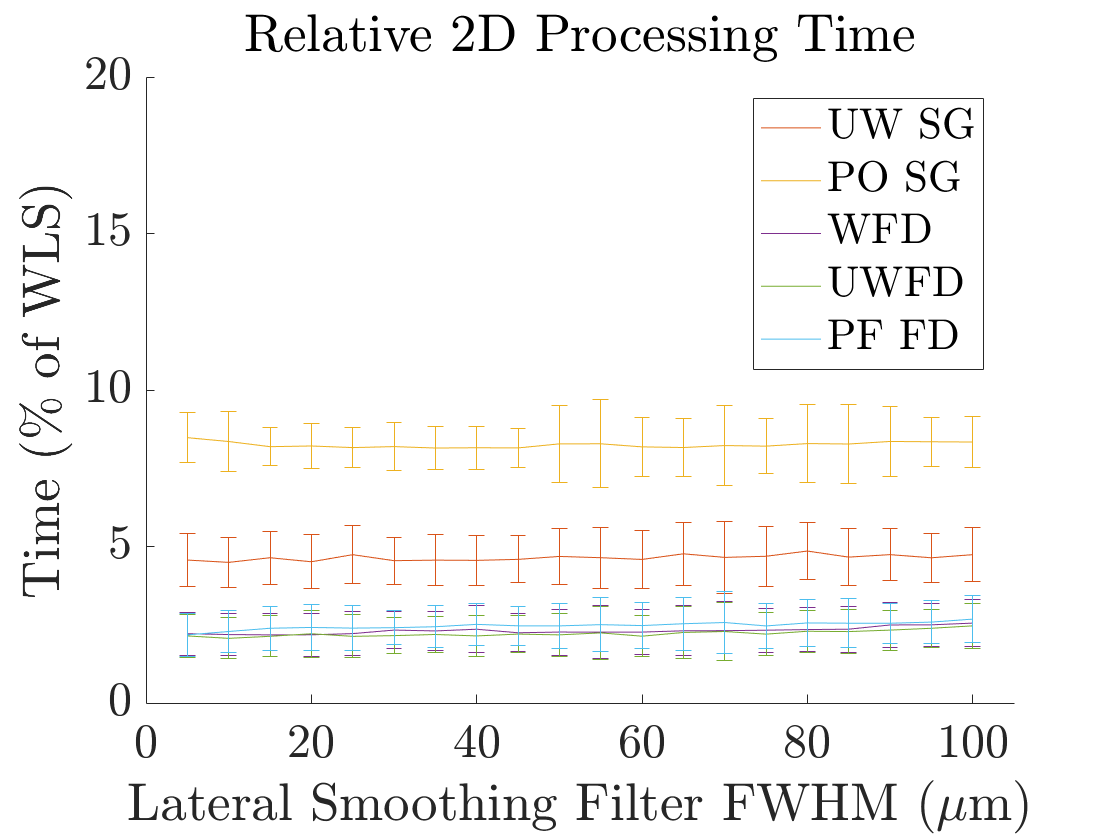 Relative 2D Processing Time
20
15
10
5
0
Time (% of WLS)
UW SG
PO SG
WFD
UWFD
PF FD
0 20 40 60 80 100
Lateral Smoothing Filter FWHM (μm)